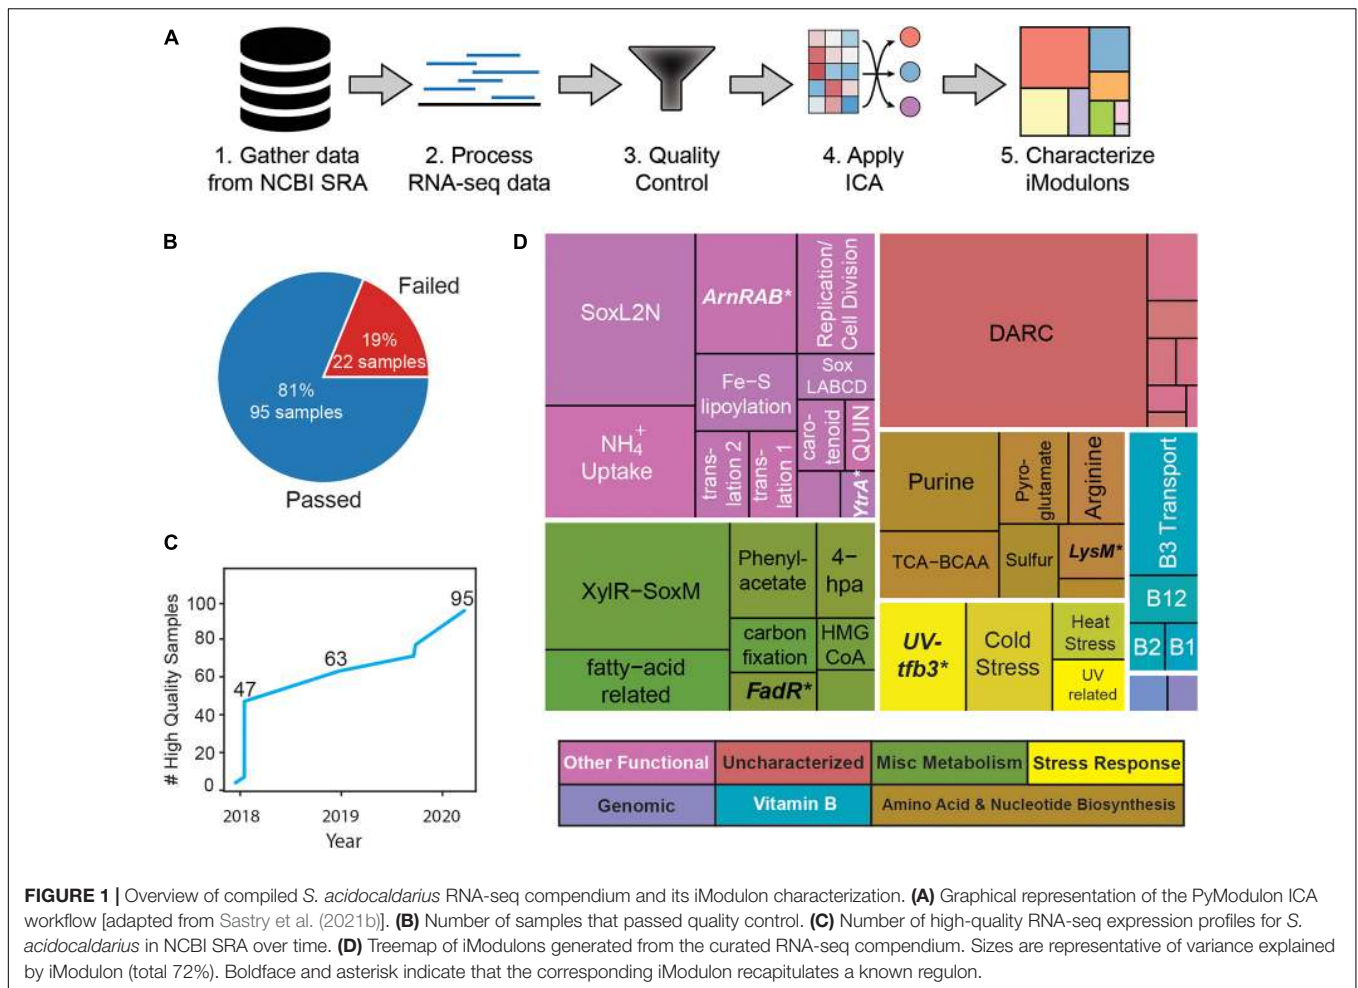 A
1. Gather data
from NCBI SRA
2. Process
RNA-seq data
3. Quality
Control
4. Apply
ICA
5. Characterize
iModulons
B
Failed
19%
22 samples
81%
95 samples
Passed
C
# High Quality Samples
100
80
60
40
20
0
47
63
95
2018
2019
2020
Year
D
SoxL2N
ArnRAB*
Replication/
Cell Division
Fe–S
lipoylation
Sox
LABCD
NH4+
Uptake
trans-
lation 2
trans-
lation 1
caro-
tenoid
QUIN
YtrA*
DARC
XylR–SoxM
Phenyl-
acetate
4–
hpa
carbon
fixation
HMG
CoA
fatty–acid
related
FadR*
Purine
Pyro-
glutamate
Arginine
TCA–BCAA
Sulfur
LysM*
B3 Transport
B12
B2
B1
UV-
tfb3*
Cold
Stress
Heat
Stress
UV
related
Other Functional
Uncharacterized
Misc Metabolism
Stress Response
Genomic
Vitamin B
Amino Acid & Nucleotide Biosynthesis
FIGURE 1 | Overview of compiled S. acidocaldarius RNA-seq compendium and its iModulon characterization. (A) Graphical representation of the PyModulon ICA
workflow [adapted from Sastry et al. (2021b)]. (B) Number of samples that passed quality control. (C) Number of high-quality RNA-seq expression profiles for S.
acidocaldarius in NCBI SRA over time. (D) Treemap of iModulons generated from the curated RNA-seq compendium. Sizes are representative of variance explained
by iModulon (total 72%). Boldface and asterisk indicate that the corresponding iModulon recapitulates a known regulon.